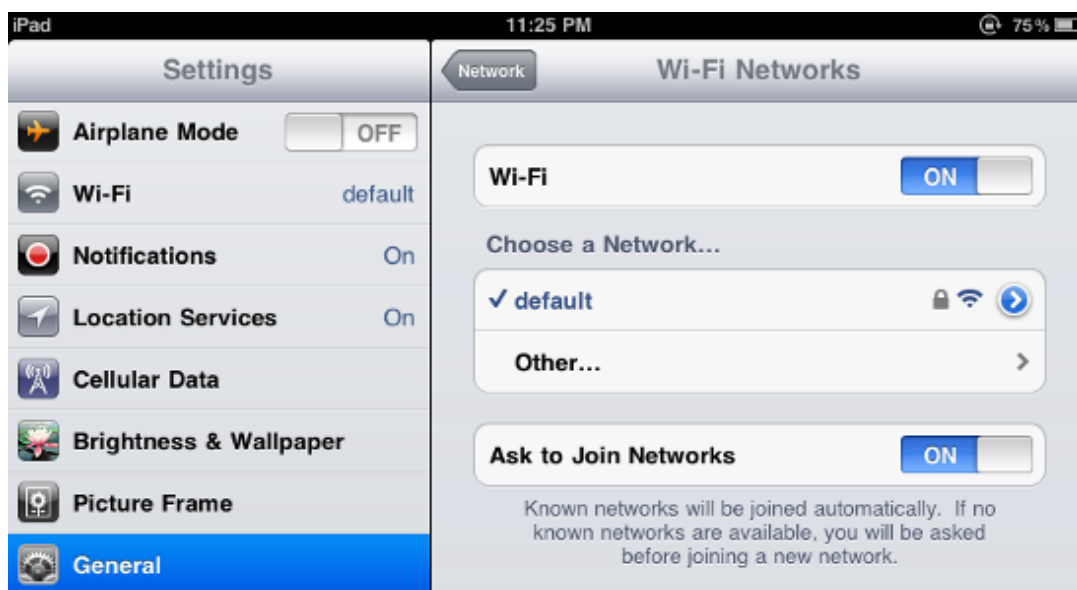 iPad 11:25 PM 75%
Settings
Airplane Mode OFF
Wi-Fi default
Notifications On
Location Services On
Cellular Data
Brightness & Wallpaper
Picture Frame
General
Network Wi-Fi Networks
Wi-Fi ON
Choose a Network...
✓ default
Other...
Ask to Join Networks ON
Known networks will be joined automatically. If no
known networks are available, you will be asked
before joining a new network.